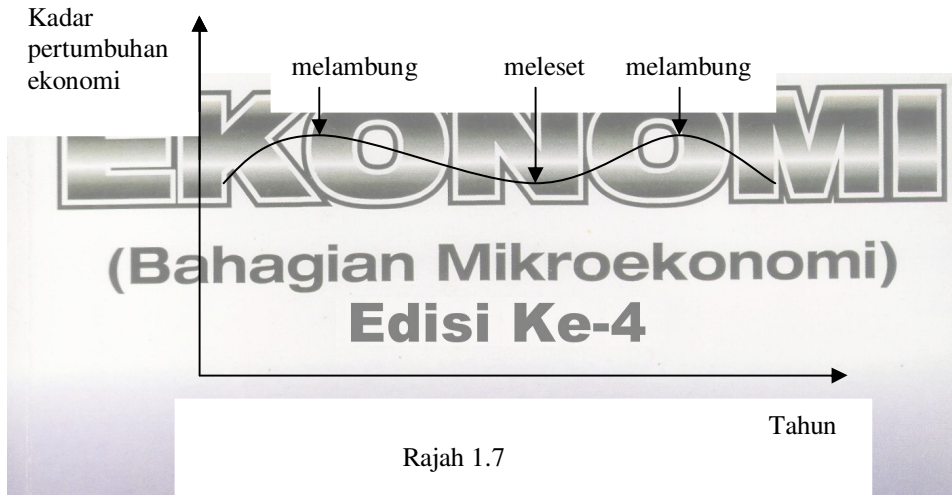 Kadar
pertumbuhan
ekonomi
melambung meleset melambung
EKONOMI
(Bahagian Mikroekonomi)
Edisi Ke-4
Tahun
Rajah 1.7